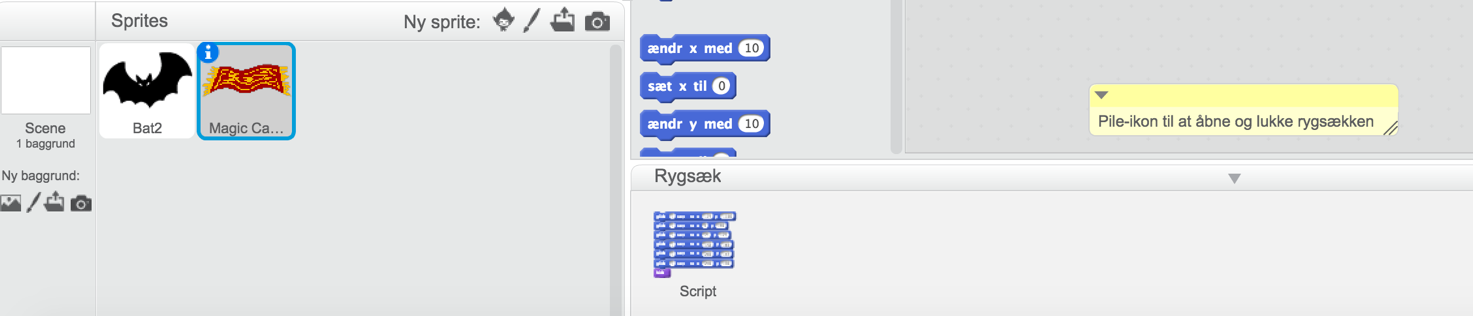 Sprites
Ny sprite:
Scene
1 baggrund
Ny baggrund:
Bat2
i
Magic Ca...
ændr x med 10
sæt x til 0
ændr y med 10
Pile-ikon til at åbne og lukke rygsækken
Rygsæk
Script